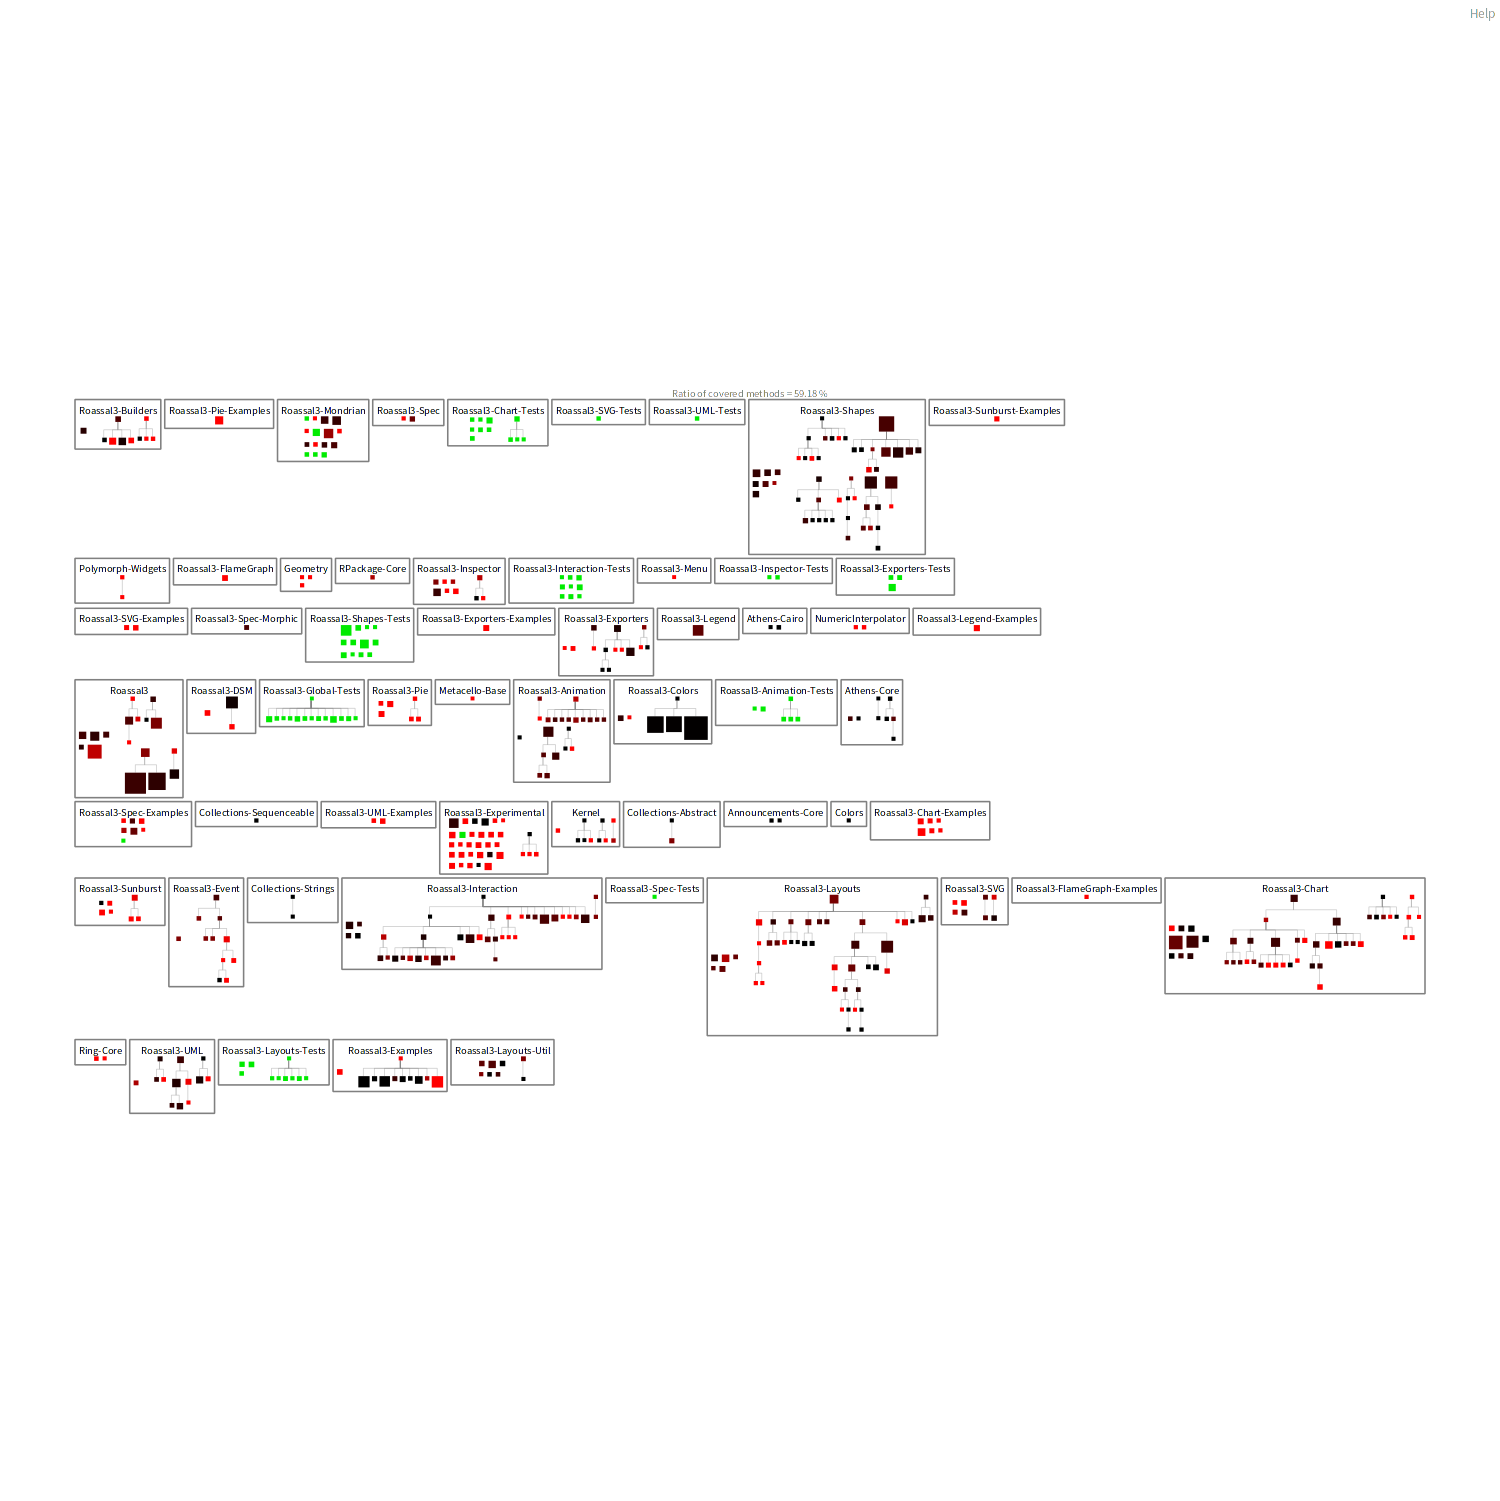 Help
Ratio of covered methods = 59.18 %
Roassal3-Builders
Roassal3-Pie-Examples
Roassal3-Mondrian
Roassal3-Spec
Roassal3-Chart-Tests
Roassal3-SVG-Tests
Roassal3-UML-Tests
Roassal3-Shapes
Roassal3-Sunburst-Examples
Polymorph-Widgets
Roassal3-FlameGraph
Geometry
RPackage-Core
Roassal3-Inspector
Roassal3-Interaction-Tests
Roassal3-Menu
Roassal3-Inspector-Tests
Roassal3-Exporters-Tests
Roassal3-SVG-Examples
Roassal3-Spec-Morphic
Roassal3-Shapes-Tests
Roassal3-Exporters-Examples
Roassal3-Exporters
Roassal3-Legend
Athens-Cairo
NumericInterpolator
Roassal3-Legend-Examples
Roassal3
Roassal3-DSM
Roassal3-Global-Tests
Roassal3-Pie
Metacello-Base
Roassal3-Animation
Roassal3-Colors
Roassal3-Animation-Tests
Athens-Core
Roassal3-Spec-Examples
Collections-Sequenceable
Roassal3-UML-Examples
Roassal3-Experimental
Kernel
Collections-Abstract
Announcements-Core
Colors
Roassal3-Chart-Examples
Roassal3-Sunburst
Roassal3-Event
Collections-Strings
Roassal3-Interaction
Roassal3-Spec-Tests
Roassal3-Layouts
Roassal3-SVG
Roassal3-FlameGraph-Examples
Roassal3-Chart
Ring-Core
Roassal3-UML
Roassal3-Layouts-Tests
Roassal3-Examples
Roassal3-Layouts-Util